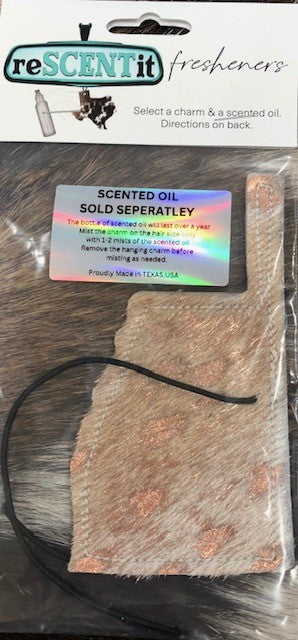 reSCENTit fresheners
Select a charm & a scented oil.
Directions on back.
SCENTED OIL
SOLD SEPERATLEY
The bottle of scented oil will last over a year
Mist the charm on the hair side only
with 1-2 mists of the scented oil
Remove the hanging charm before
misting as needed.
Proudly Made in TEXAS,USA